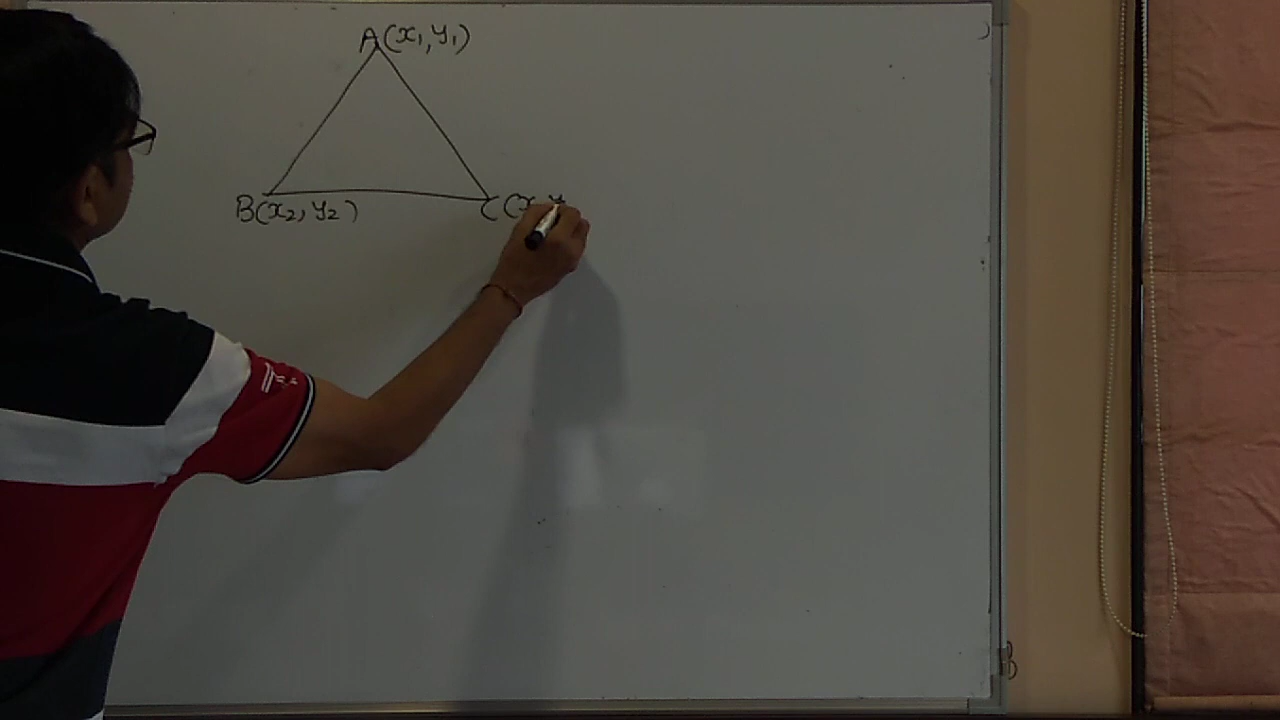 A(x₁,y₁)
B(x₂, y₂)
C(x